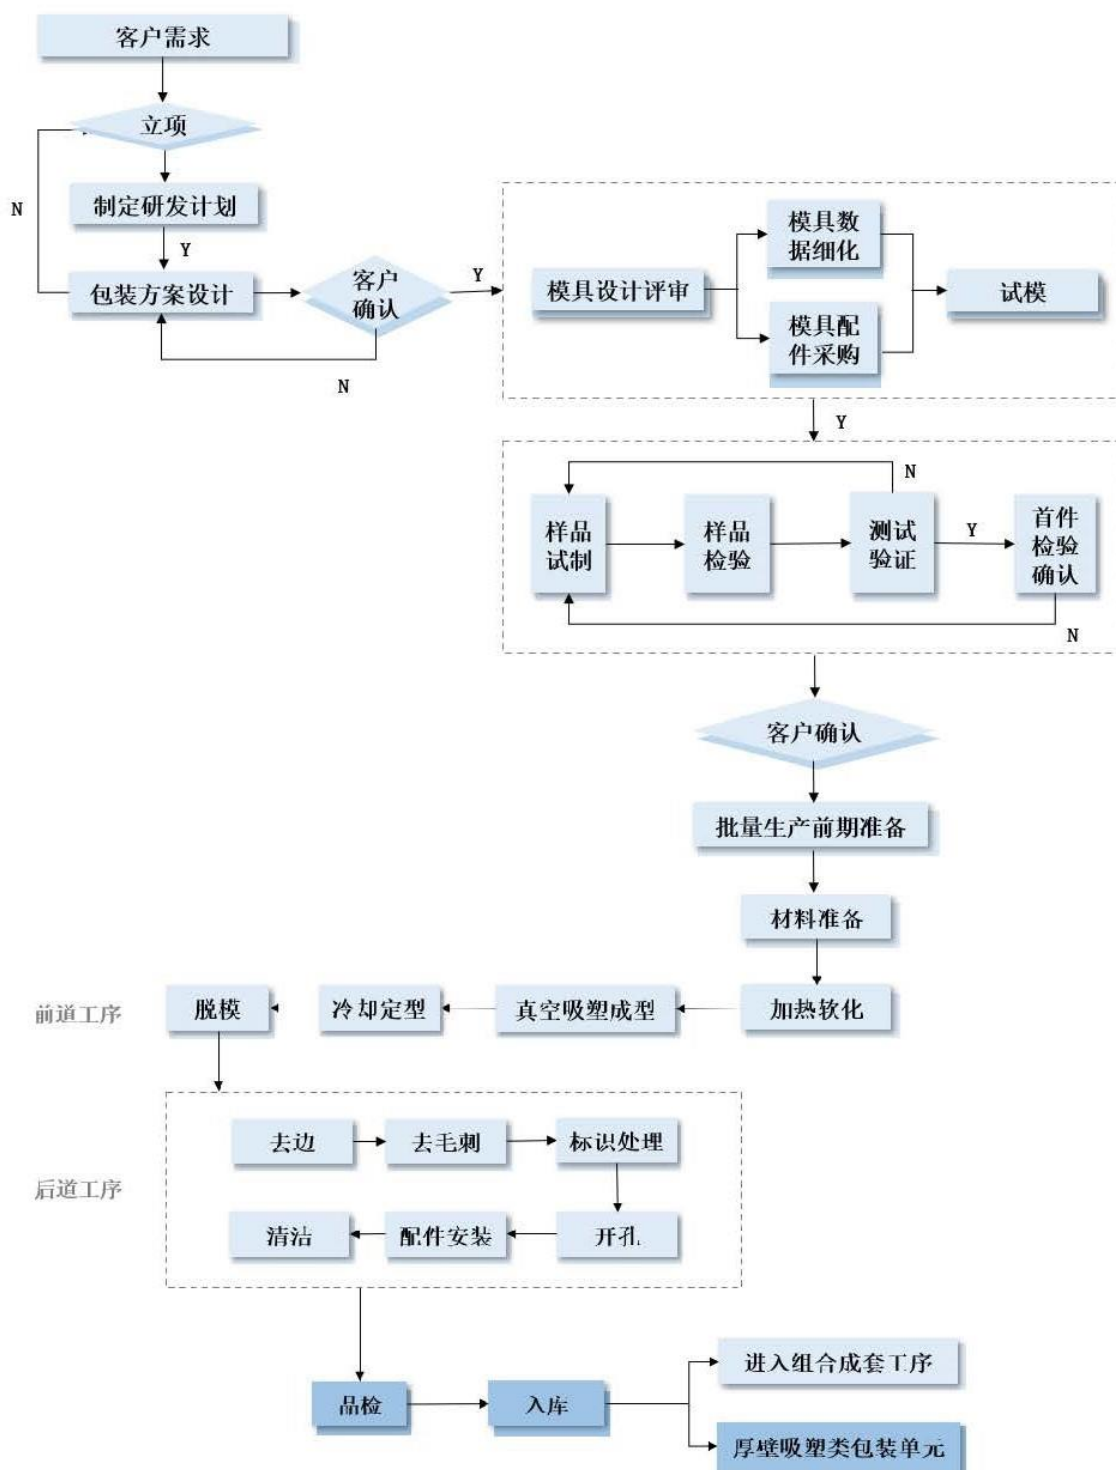 客户需求
立项
N
制定研发计划
Y
包装方案设计
客户
确认
N
Y
模具设计评审
模具数
据细化
模具配
件采购
试模
Y
N
样品
试制
样品
检验
测试
验证
Y
首件
检验
确认
N
客户确认
批量生产前期准备
材料准备
前道工序
脱模
冷却定型
真空吸塑成型
加热软化
后道工序
去边
去毛刺
标识处理
清洁
配件安装
开孔
品检
入库
进入组合成套工序
厚壁吸塑类包装单元